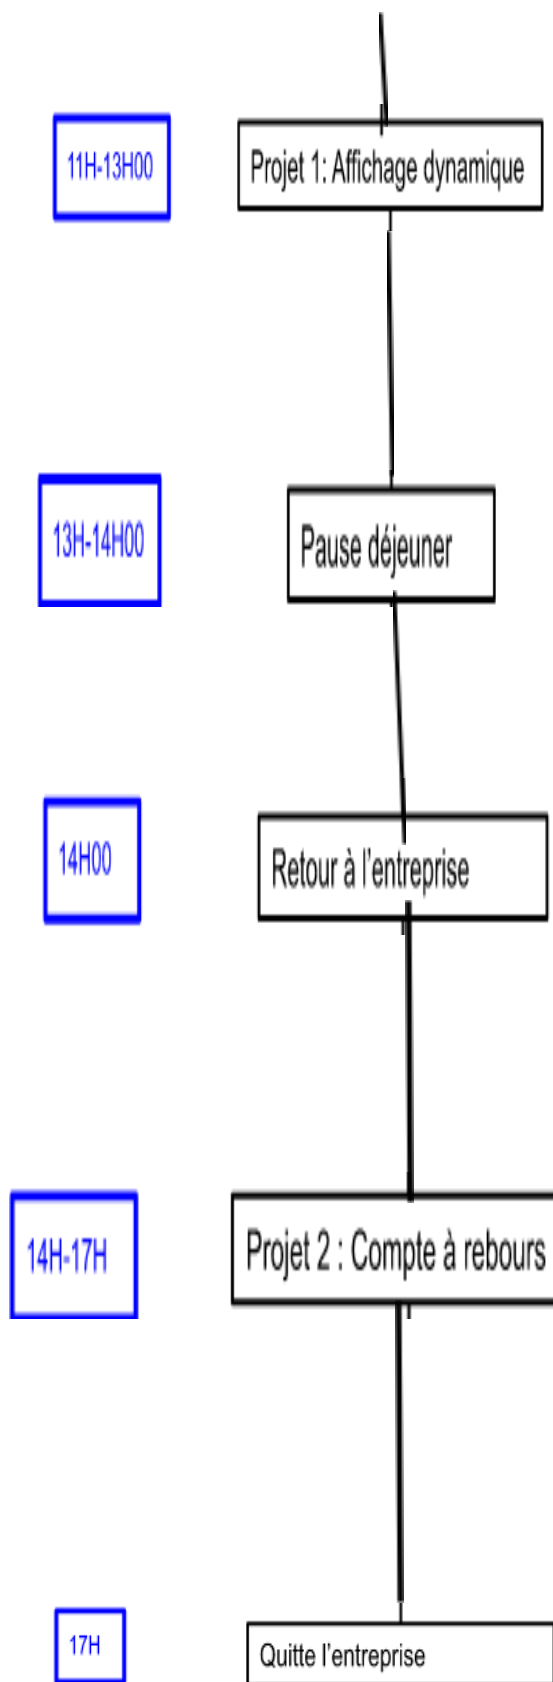 11H-13H00
Projet 1: Affichage dynamique
13H-14H00
Pause déjeuner
14H00
Retour à l'entreprise
14H-17H
Projet 2 : Compte à rebours
17H
Quitte l'entreprise